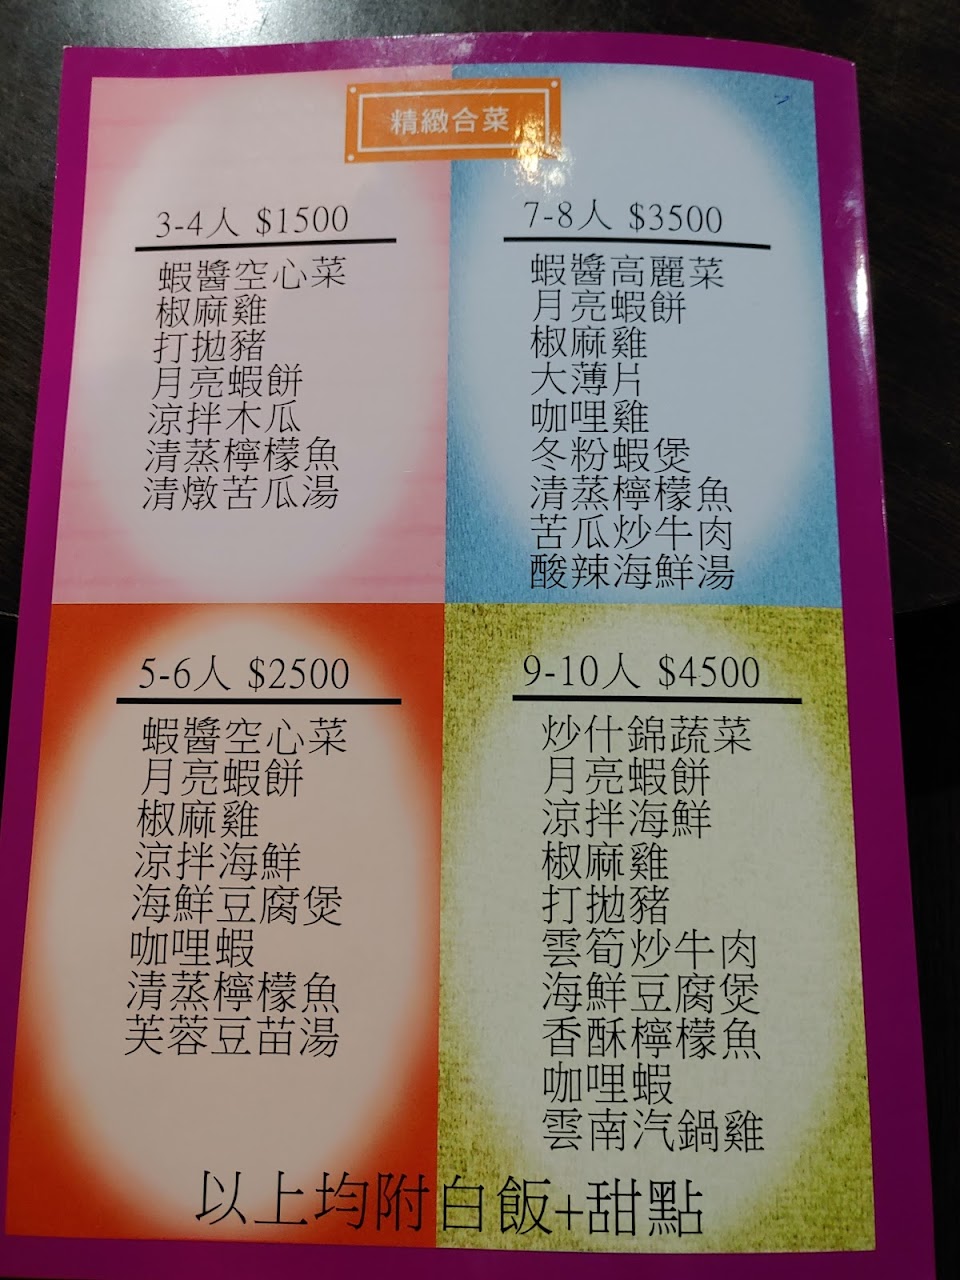 精緻合菜
3-4人 $1500
蝦醬空心菜
椒麻雞
打拋豬
月亮蝦餅
涼拌木瓜
清蒸檸檬魚
清燉苦瓜湯
7-8人 $3500
蝦醬高麗菜
月亮蝦餅
椒麻雞
大薄片
咖哩雞
冬粉蝦煲
清蒸檸檬魚
苦瓜炒牛肉
酸辣海鮮湯
5-6人 $2500
蝦醬空心菜
月亮蝦餅
椒麻雞
涼拌海鮮
海鮮豆腐煲
咖哩蝦
清蒸檸檬魚
芙蓉豆苗湯
9-10人 $4500
炒什錦蔬菜
月亮蝦餅
涼拌海鮮
椒麻雞
打拋豬
雲筍炒牛肉
海鮮豆腐煲
香酥檸檬魚
咖哩蝦
雲南汽鍋雞
以上均附白飯+甜點